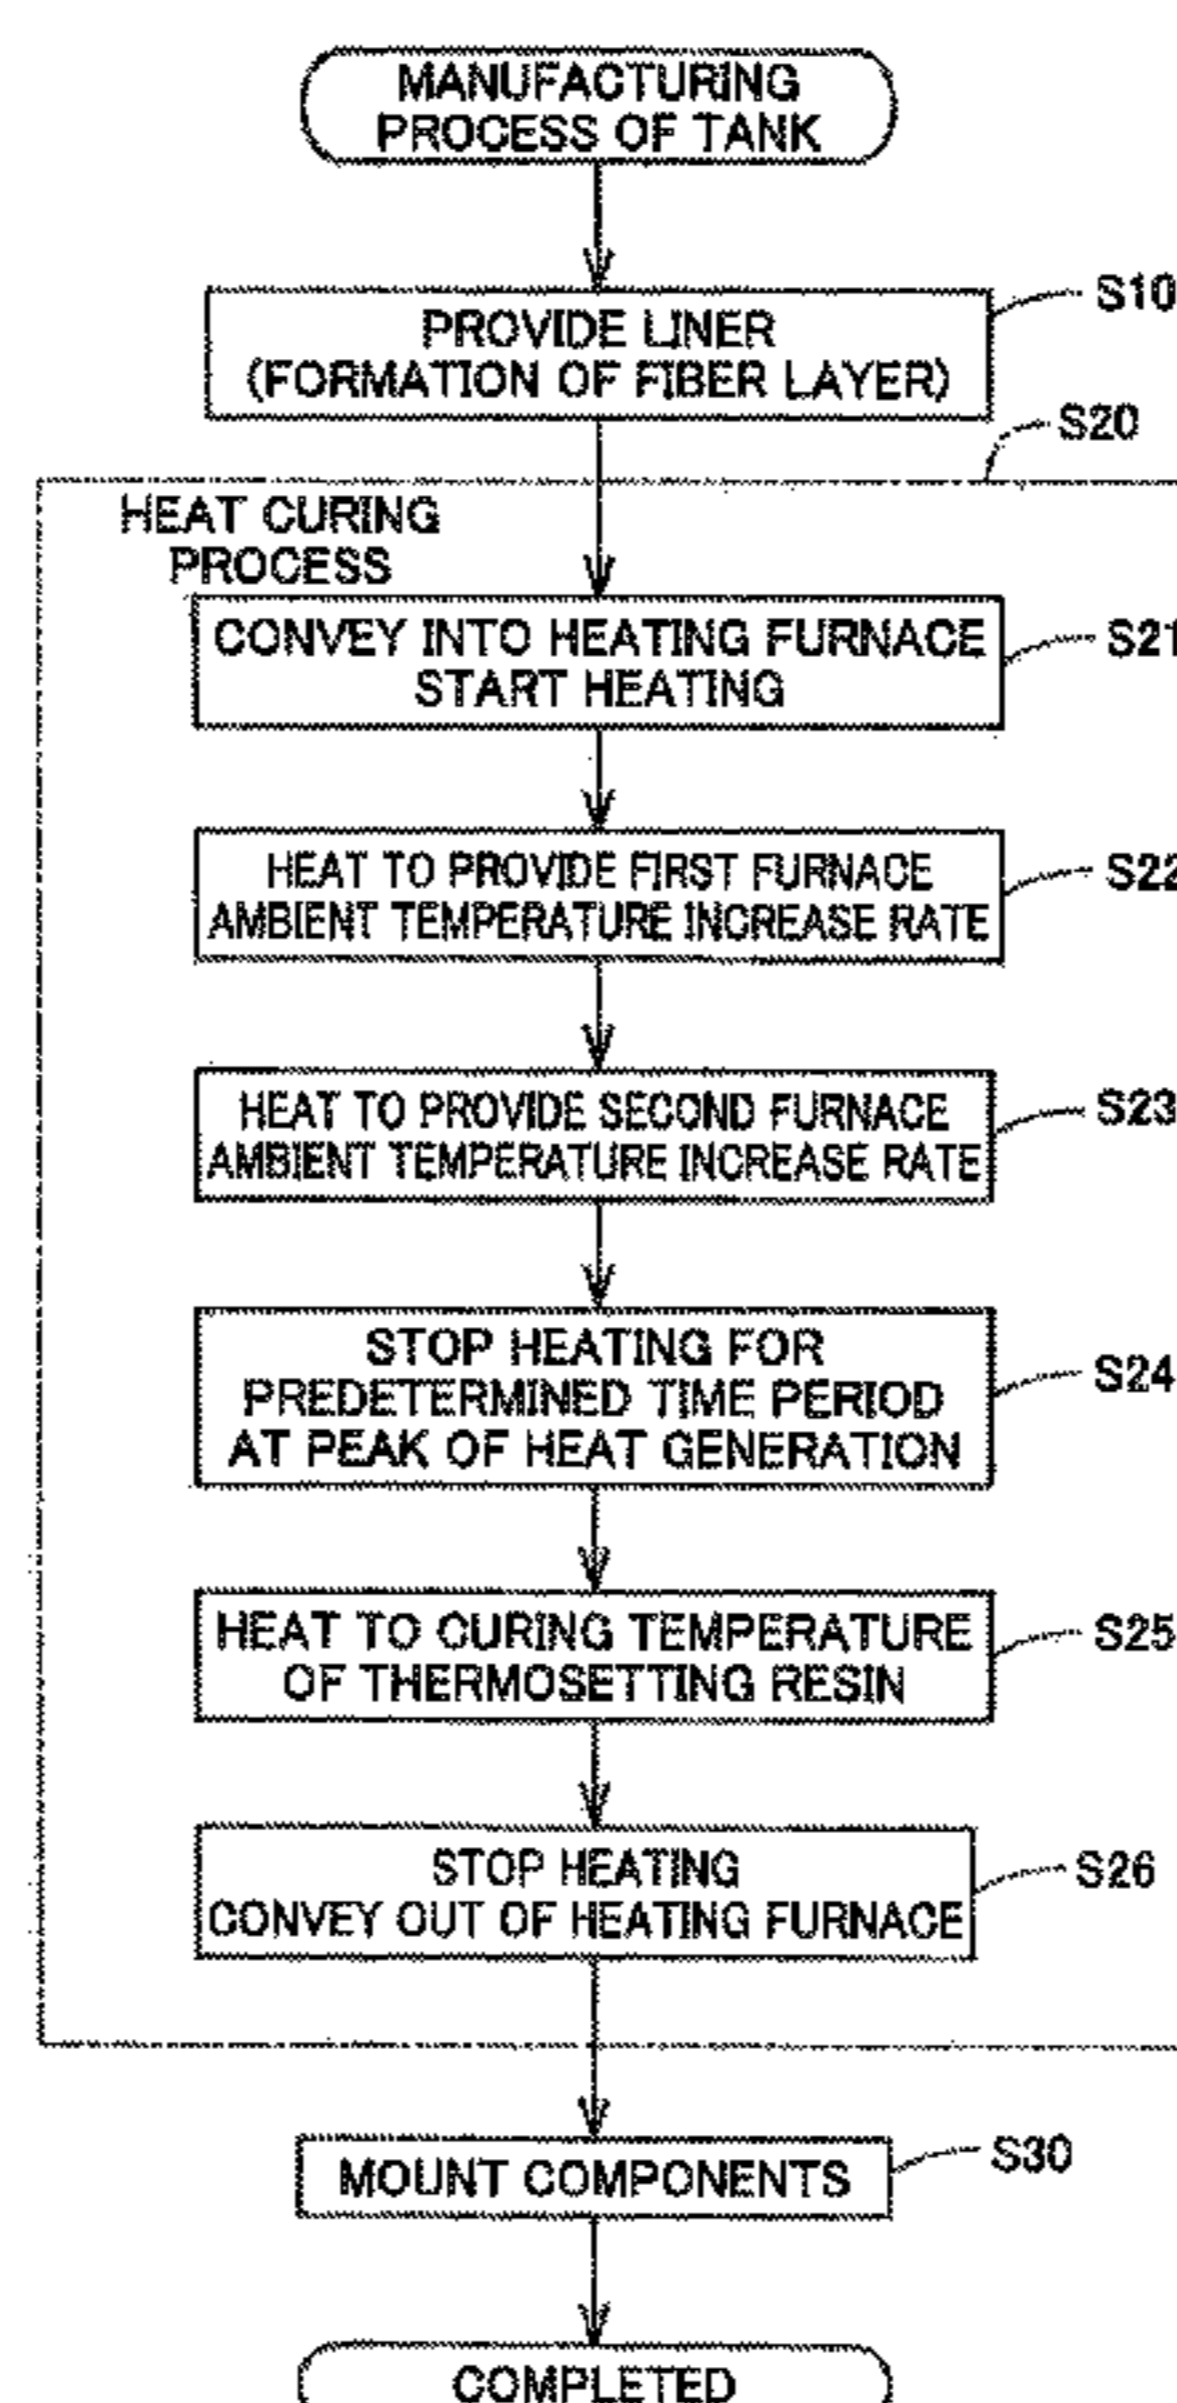 MANUFACTURING
PROCESS OF TANK
S10
PROVIDE LINER
(FORMATION OF FIBER LAYER)
S20
HEAT CURING
PROCESS
CONVEY INTO HEATING FURNACE
START HEATING
S21
HEAT TO PROVIDE FIRST FURNACE
AMBIENT TEMPERATURE INCREASE RATE
S22
HEAT TO PROVIDE SECOND FURNACE
AMBIENT TEMPERATURE INCREASE RATE
S23
STOP HEATING FOR
PREDETERMINED TIME PERIOD
AT PEAK OF HEAT GENERATION
S24
HEAT TO CURING TEMPERATURE
OF THERMOSETTING RESIN
S25
STOP HEATING
CONVEY OUT OF HEATING FURNACE
S26
MOUNT COMPONENTS
S30
COMPLETED